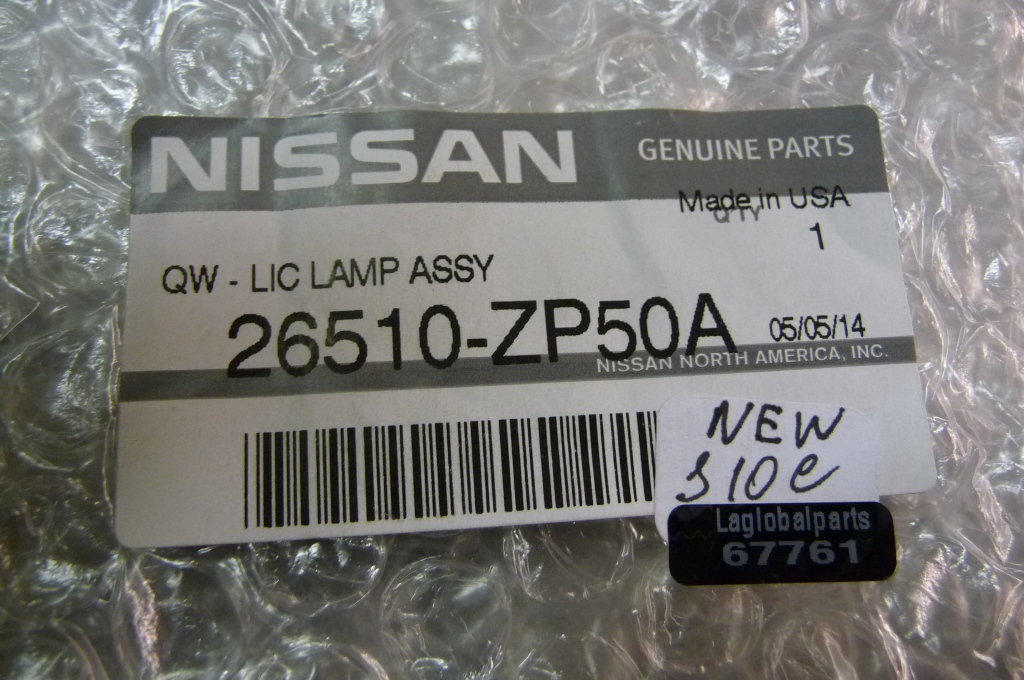 NISSAN GENUINE PARTS
Made in USA
QTY
1
QW - LIC LAMP ASSY
26510-ZP50A 05/05/14
NISSAN NORTH AMERICA, INC.
NEW
S10C
Laglobalparts
67761